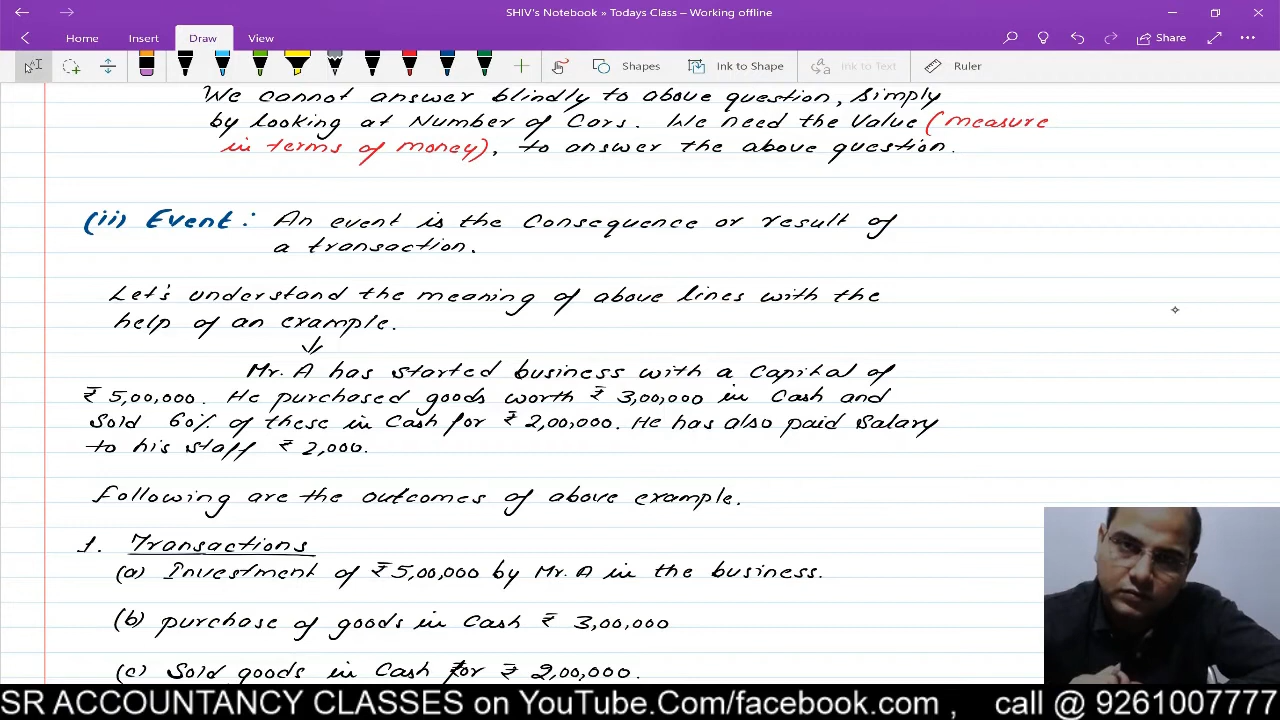 SHIV's Notebook » Todays Class – Working offline
Home Insert Draw View
Share
Shapes Ink to Shape Ink to Text Ruler
We cannot answer blindly to above question, simply
by looking at Number of Cars. We need the Value (measure
in terms of money), to answer the above question.
(ii) Event: An event is the Consequence or result of
a transaction.
Let's understand the meaning of above lines with the
help of an example.
Mr. A has started business with a Capital of
₹ 5,00,000. He purchased goods worth ₹ 3,00,000 in Cash and
Sold 60% of these in Cash for ₹ 2,00,000. He has also paid Salary
to his staff ₹ 2,000.
Following are the outcomes of above example.
1. Transactions
(a) Investment of ₹ 5,00,000 by Mr. A in the business.
(b) purchase of goods in Cash ₹ 3,00,000
(c) Sold goods in Cash for ₹ 2,00,000.
SR ACCOUNTANCY CLASSES on YouTube.Com/facebook.com , call @ 9261007777